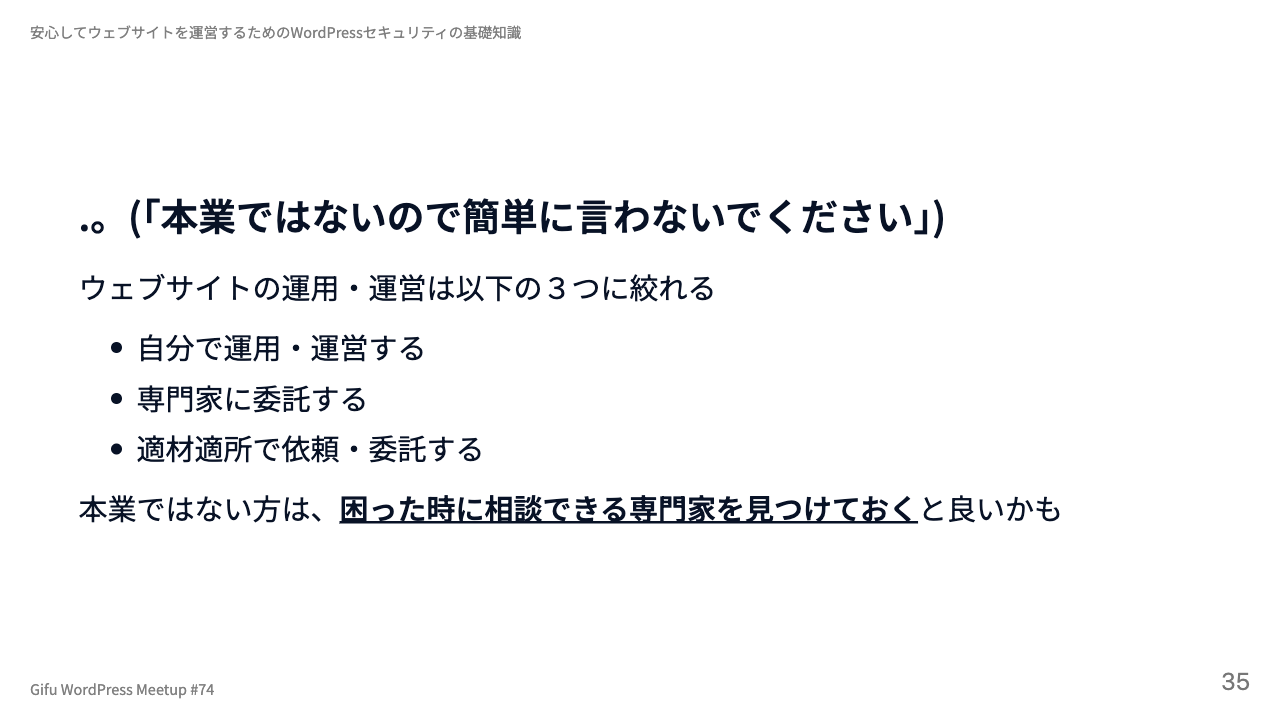 安心してウェブサイトを運営するためのWordPressセキュリティの基礎知識
.。(「本業ではないので簡単に言わないでください」)
ウェブサイトの運用・運営は以下の３つに絞れる
• 自分で運用・運営する
• 専門家に委託する
• 適材適所で依頼・委託する
本業ではない方は、困った時に相談できる専門家を見つけておくと良いかも
Gifu WordPress Meetup #74
35